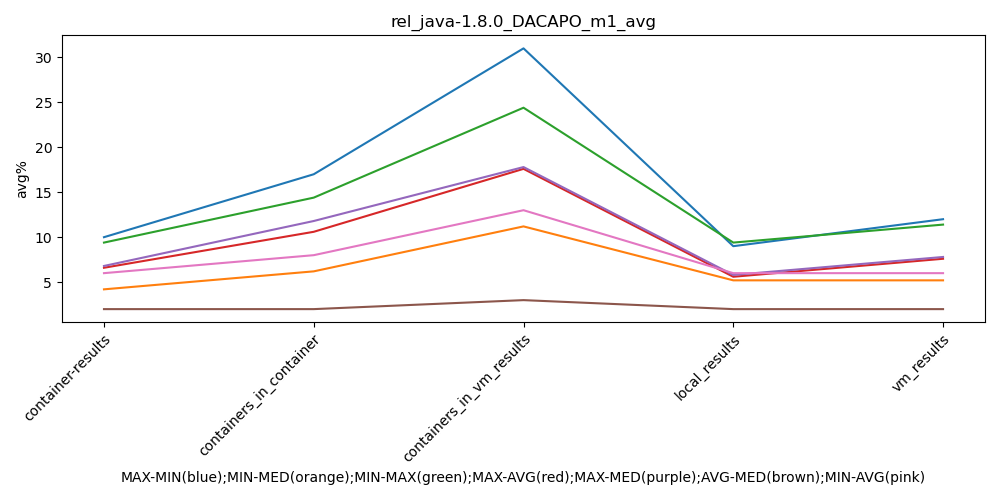 rel_java-1.8.0_DACAPO_m1_avg
avg%
30
25
20
15
10
5
container-results
containers_in_container
containers_in_vm_results
local_results
vm_results
MAX-MIN(blue);MIN-MED(orange);MIN-MAX(green);MAX-AVG(red);MAX-MED(purple);AVG-MED(brown);MIN-AVG(pink)